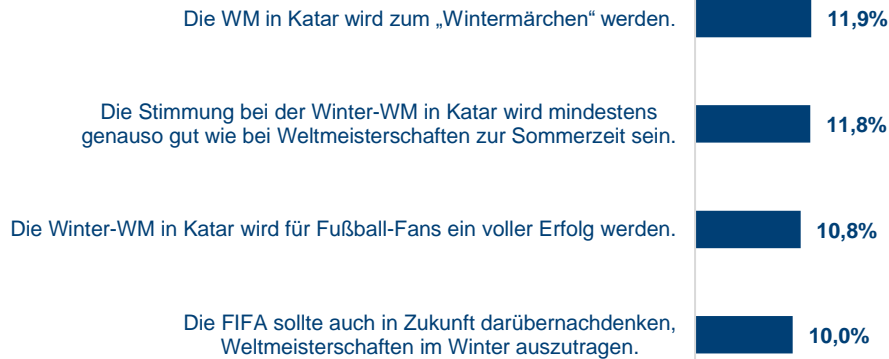 Die WM in Katar wird zum „Wintermärchen“ werden. 11,9%
Die Stimmung bei der Winter-WM in Katar wird mindestens
genauso gut wie bei Weltmeisterschaften zur Sommerzeit sein. 11,8%
Die Winter-WM in Katar wird für Fußball-Fans ein voller Erfolg werden. 10,8%
Die FIFA sollte auch in Zukunft darübernachdenken,
Weltmeisterschaften im Winter auszutragen. 10,0%